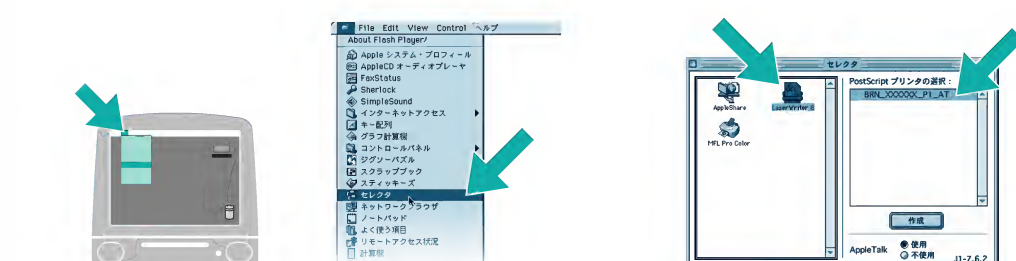 File Edit View Control ヘルプ
About Flash Player/
Apple システム・プロフィール
AppleCD オーディオプレーヤ
FaxStatus
Sherlock
SimpleSound
インターネットアクセス
キー配列
グラフ計算機
コントロールパネル
ジグソーパズル
スクラップブック
スティッキーズ
セレクタ
ネットワークブラウザ
ノートパッド
よく使う項目
リモートアクセス状況
計算機
セレクタ
AppleShare
LaserWriter 8
MFL Pro Color
PostScript プリンタの選択:
BRN_XXXXXX_P1_AT
作成
AppleTalk
使用
不使用
J1-7.6.2